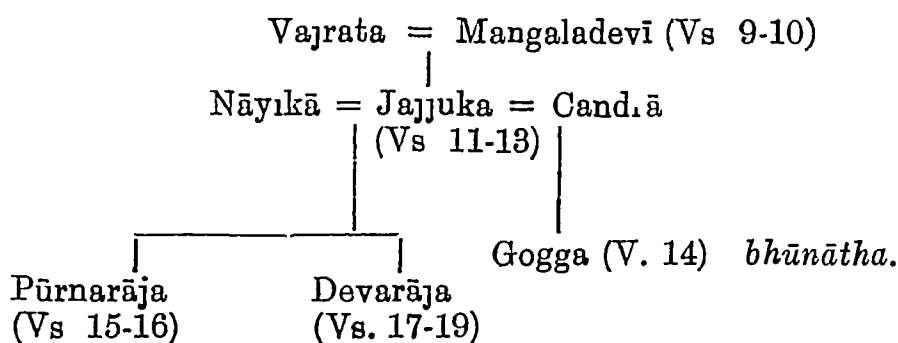 Vajrata = Mangaladevī (Vs 9-10)
Nāyıkā = Jajjuka = Candrā
(Vs 11-13)
Gogga (V. 14) bhūnātha.
Pūrnarāja Devarāja
(Vs 15-16) (Vs. 17-19)